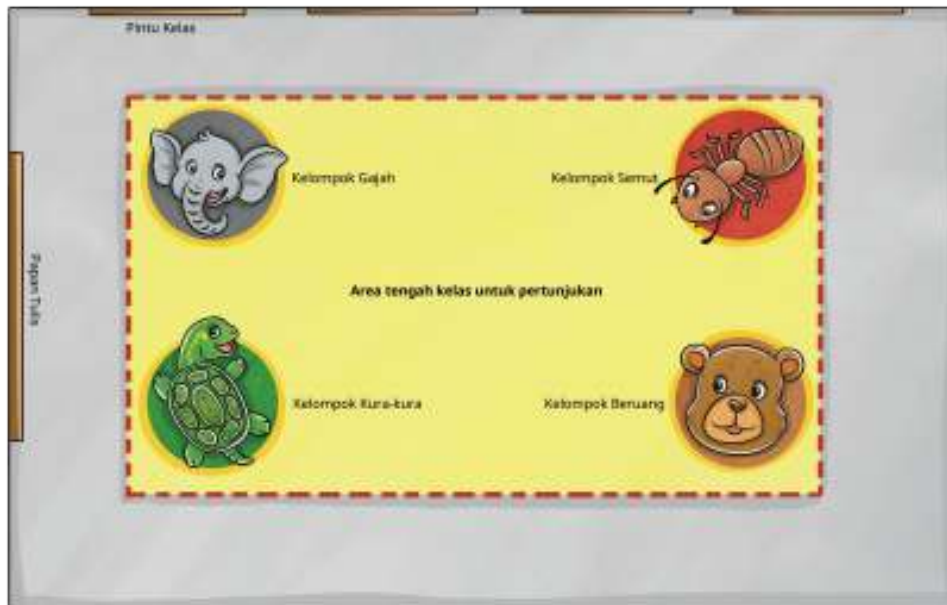 Pintu Kelas
Kelompok Gajah
Kelompok Semut
Papan Tulis
Area tengah kelas untuk pertunjukan
Kelompok Kura-kura
Kelompok Beruang